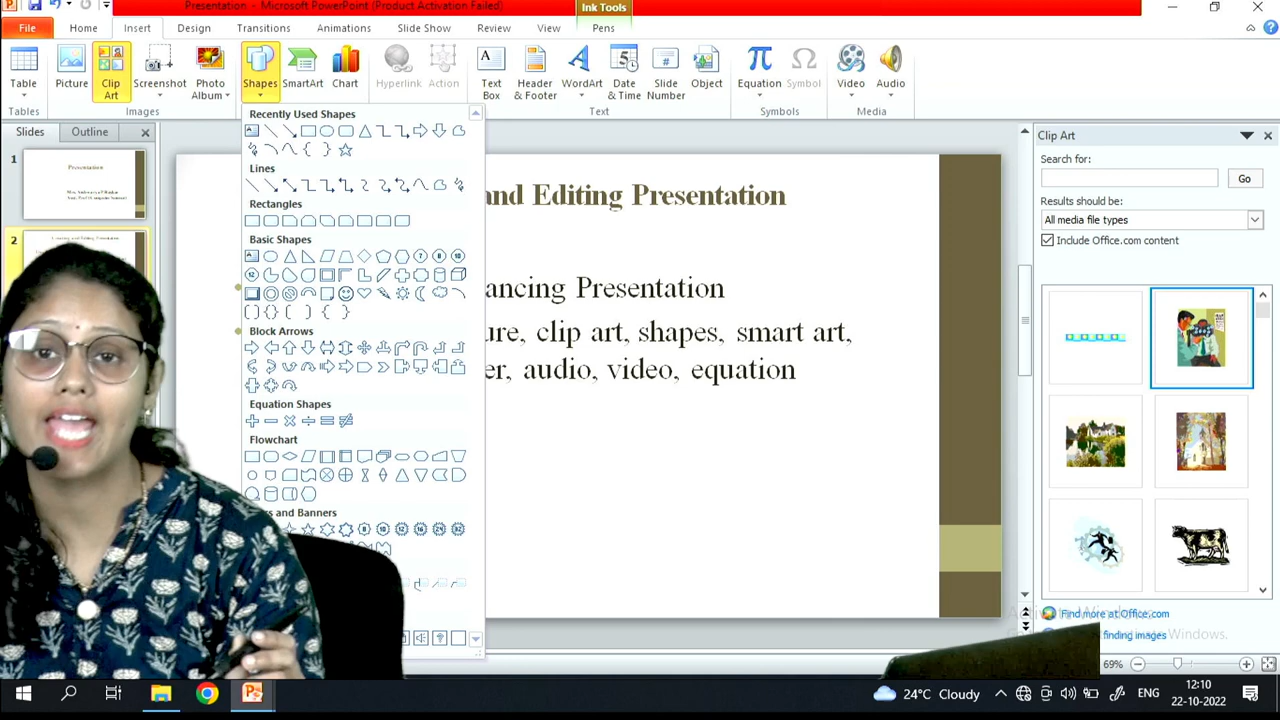 Presentation - Microsoft PowerPoint (Product Activation Failed)
Ink Tools
File
Home
Insert
Design
Transitions
Animations
Slide Show
Review
View
Pens
Table
Picture
Clip
Art
Screenshot
Photo
Album
Shapes
SmartArt
Chart
Hyperlink
Action
Text
Box
Header
& Footer
WordArt
Date
& Time
Slide
Number
Object
Equation
Symbol
Video
Audio
Tables
Images
Text
Symbols
Media
Slides
Outline
1
Presentation
2
Recently Used Shapes
Lines
Rectangles
Basic Shapes
Block Arrows
Equation Shapes
Flowchart
and Banners
and Editing Presentation
ancing Presentation
ure, clip art, shapes, smart art,
er, audio, video, equation
Clip Art
Search for:
Go
Results should be:
All media file types
Include Office.com content
Find more at Office.com
finding images
69%
24°C Cloudy
ENG
12:10
22-10-2022